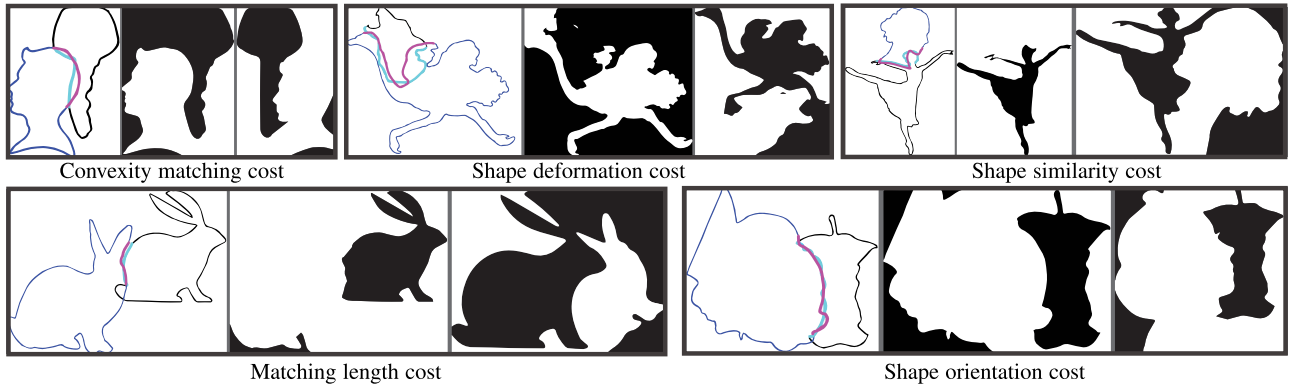 Convexity matching cost
Shape deformation cost
Shape similarity cost
Matching length cost
Shape orientation cost